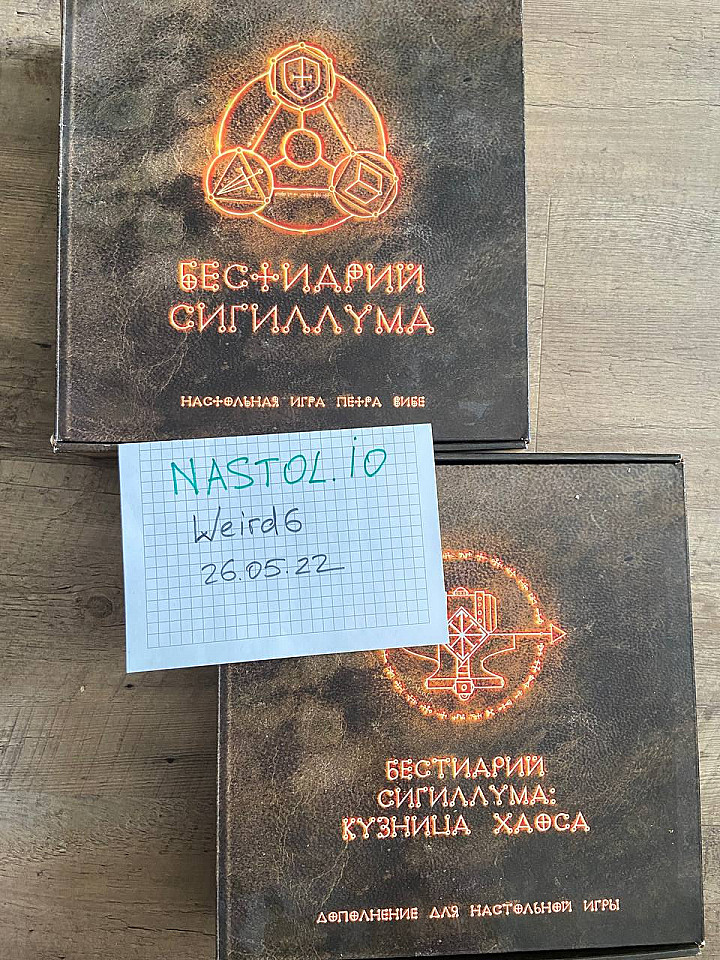 БЕСТИАРИЙ
СИГИЛЛУМА
НАСТОЛЬНАЯ ИГРА ПЕТРА ВИБЕ
NASTOL.iO
Weird6
26.05.22
БЕСТИАРИЙ
СИГИЛЛУМА:
КУЗНИЦА ХАОСА
ДОПОЛНЕНИЕ ДЛЯ НАСТОЛЬНОЙ ИГРЫ